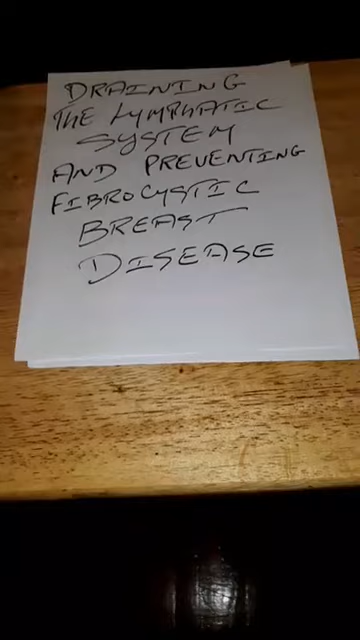 DRAINING
THE LYMPHATIC
SYSTEM
AND PREVENTING
FIBROCYSTIC
BREAST
DISEASE